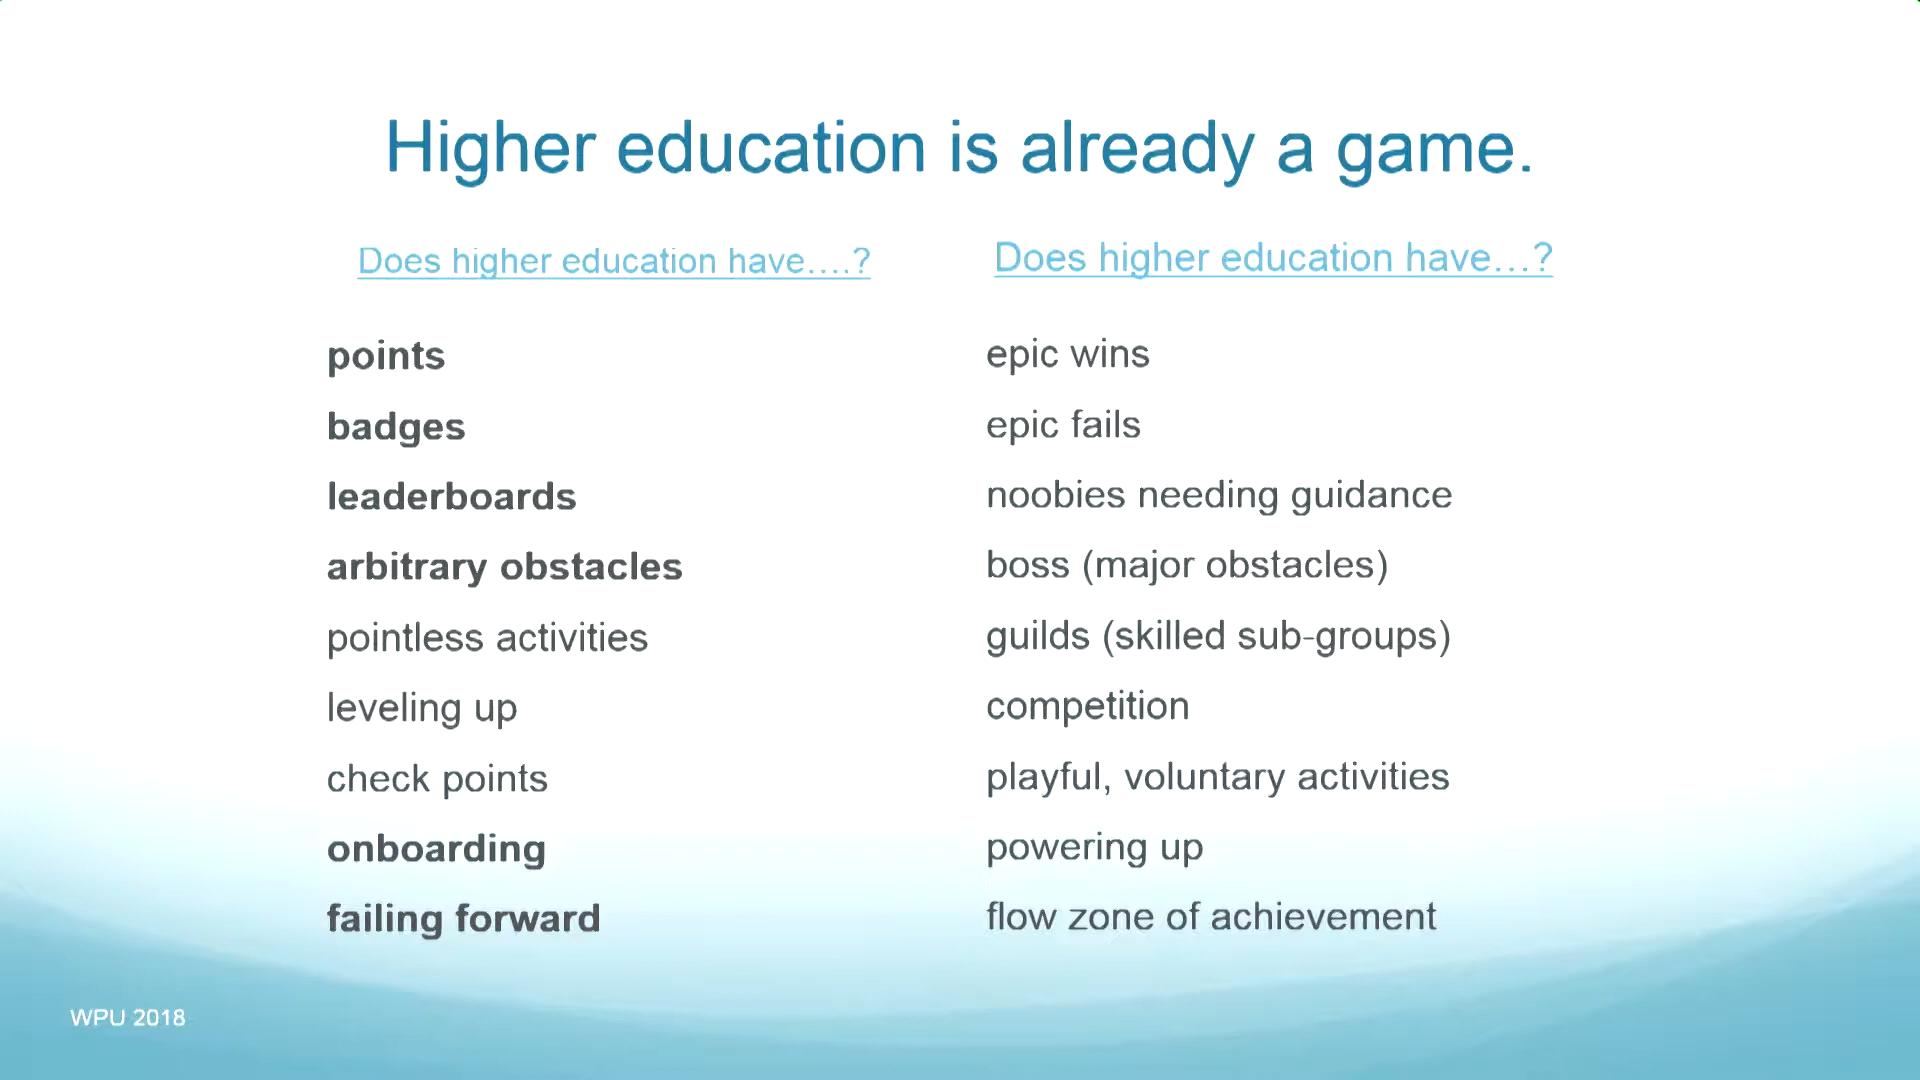 Higher education is already a game.
Does higher education have....?
points
badges
leaderboards
arbitrary obstacles
pointless activities
leveling up
check points
onboarding
failing forward
Does higher education have...?
epic wins
epic fails
noobies needing guidance
boss (major obstacles)
guilds (skilled sub-groups)
competition
playful, voluntary activities
powering up
flow zone of achievement
WPU 2018